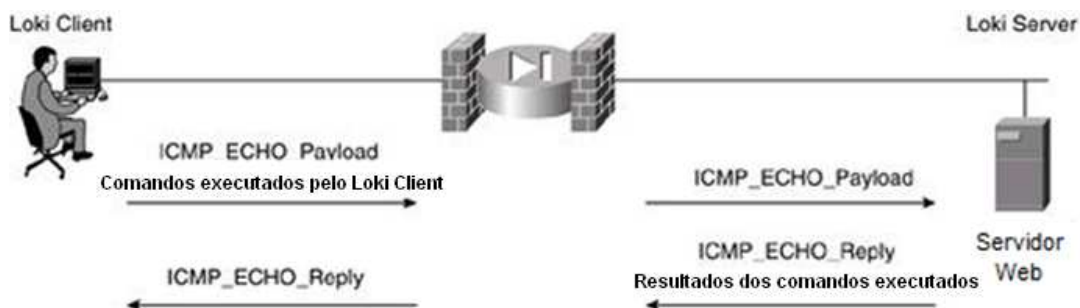 Loki Client
Loki Server
ICMP_ECHO_Payload
Comandos executados pelo Loki Client
ICMP_ECHO_Payload
ICMP_ECHO_Reply
Resultados dos comandos executados
Servidor
Web
ICMP_ECHO_Reply